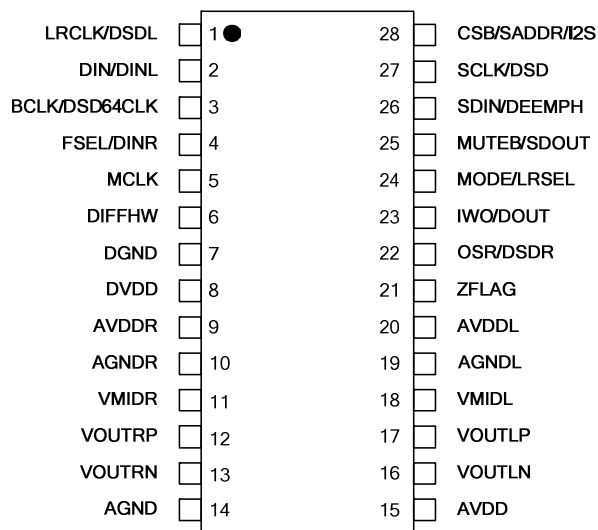 LRCLK/DSDL 1 28 CSB/SADDR/I2S
DIN/DINL 2 27 SCLK/DSD
BCLK/DSD64CLK 3 26 SDIN/DEEMPH
FSEL/DINR 4 25 MUTEB/SDOUT
MCLK 5 24 MODE/LRSEL
DIFFHW 6 23 IWO/DOUT
DGND 7 22 OSR/DSDR
DVDD 8 21 ZFLAG
AVDDR 9 20 AVDDL
AGNDR 10 19 AGNDL
VMIDR 11 18 VMIDL
VOUTRP 12 17 VOUTLP
VOUTRN 13 16 VOUTLN
AGND 14 15 AVDD